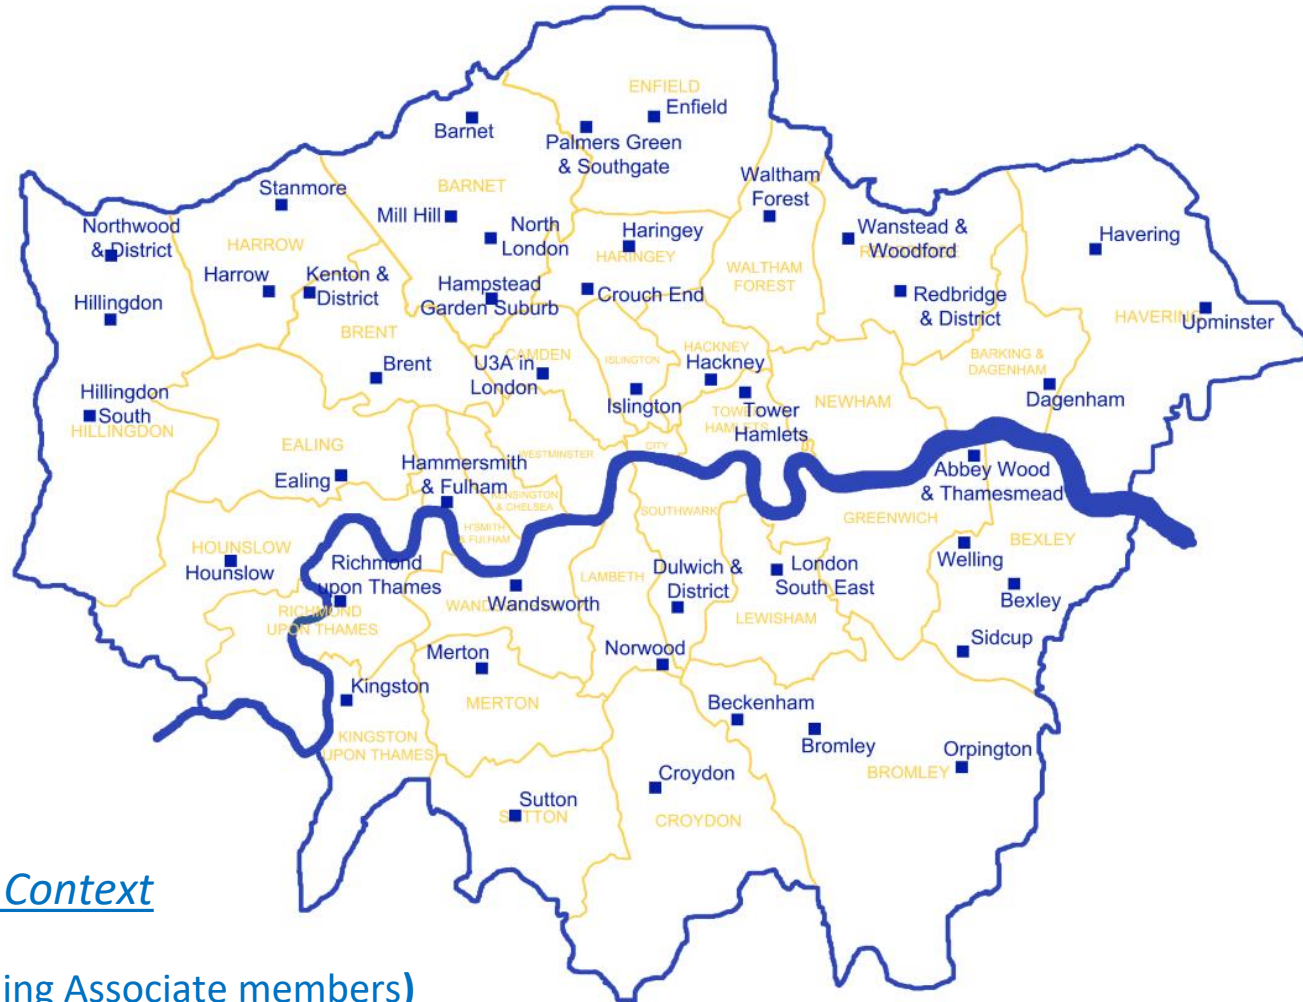 ENFIELD
Enfield
Barnet
Palmers Green
& Southgate
Stanmore
BARNET
Waltham
Forest
Northwood
& District
Mill Hill
North
London
Haringey
HARINGEY
Wanstead &
Woodford
Havering
HARROW
Harrow
Kenton &
District
WALTHAM
FOREST
Hillingdon
Hampstead
Garden Suburb
Crouch End
Redbridge
& District
HAVERING
Upminster
BRENT
Brent
CAMDEN
U3A in
London
ISLINGTON
Islington
HACKNEY
Hackney
BARKING &
DAGENHAM
Dagenham
Hillingdon
South
HILLINGDON
TOWER
HAMLETS
Tower
Hamlets
NEWHAM
EALING
Ealing
Hammersmith
& Fulham
WESTMINSTER
CITY
KENSINGTON
& CHELSEA
H'SMITH
& FULHAM
SOUTHWARK
Abbey Wood
& Thamesmead
GREENWICH
BEXLEY
HOUNSLOW
Hounslow
Richmond
upon Thames
RICHMOND
UPON THAMES
WANDSWORTH
Wandsworth
LAMBETH
Dulwich &
District
London
South East
LEWISHAM
Welling
Bexley
Sidcup
Merton
MERTON
Norwood
Kingston
KINGSTON
UPON THAMES
Beckenham
Bromley
Orpington
BROMLEY
Croydon
CROYDON
Sutton
SUTTON
Context
ing Associate members)